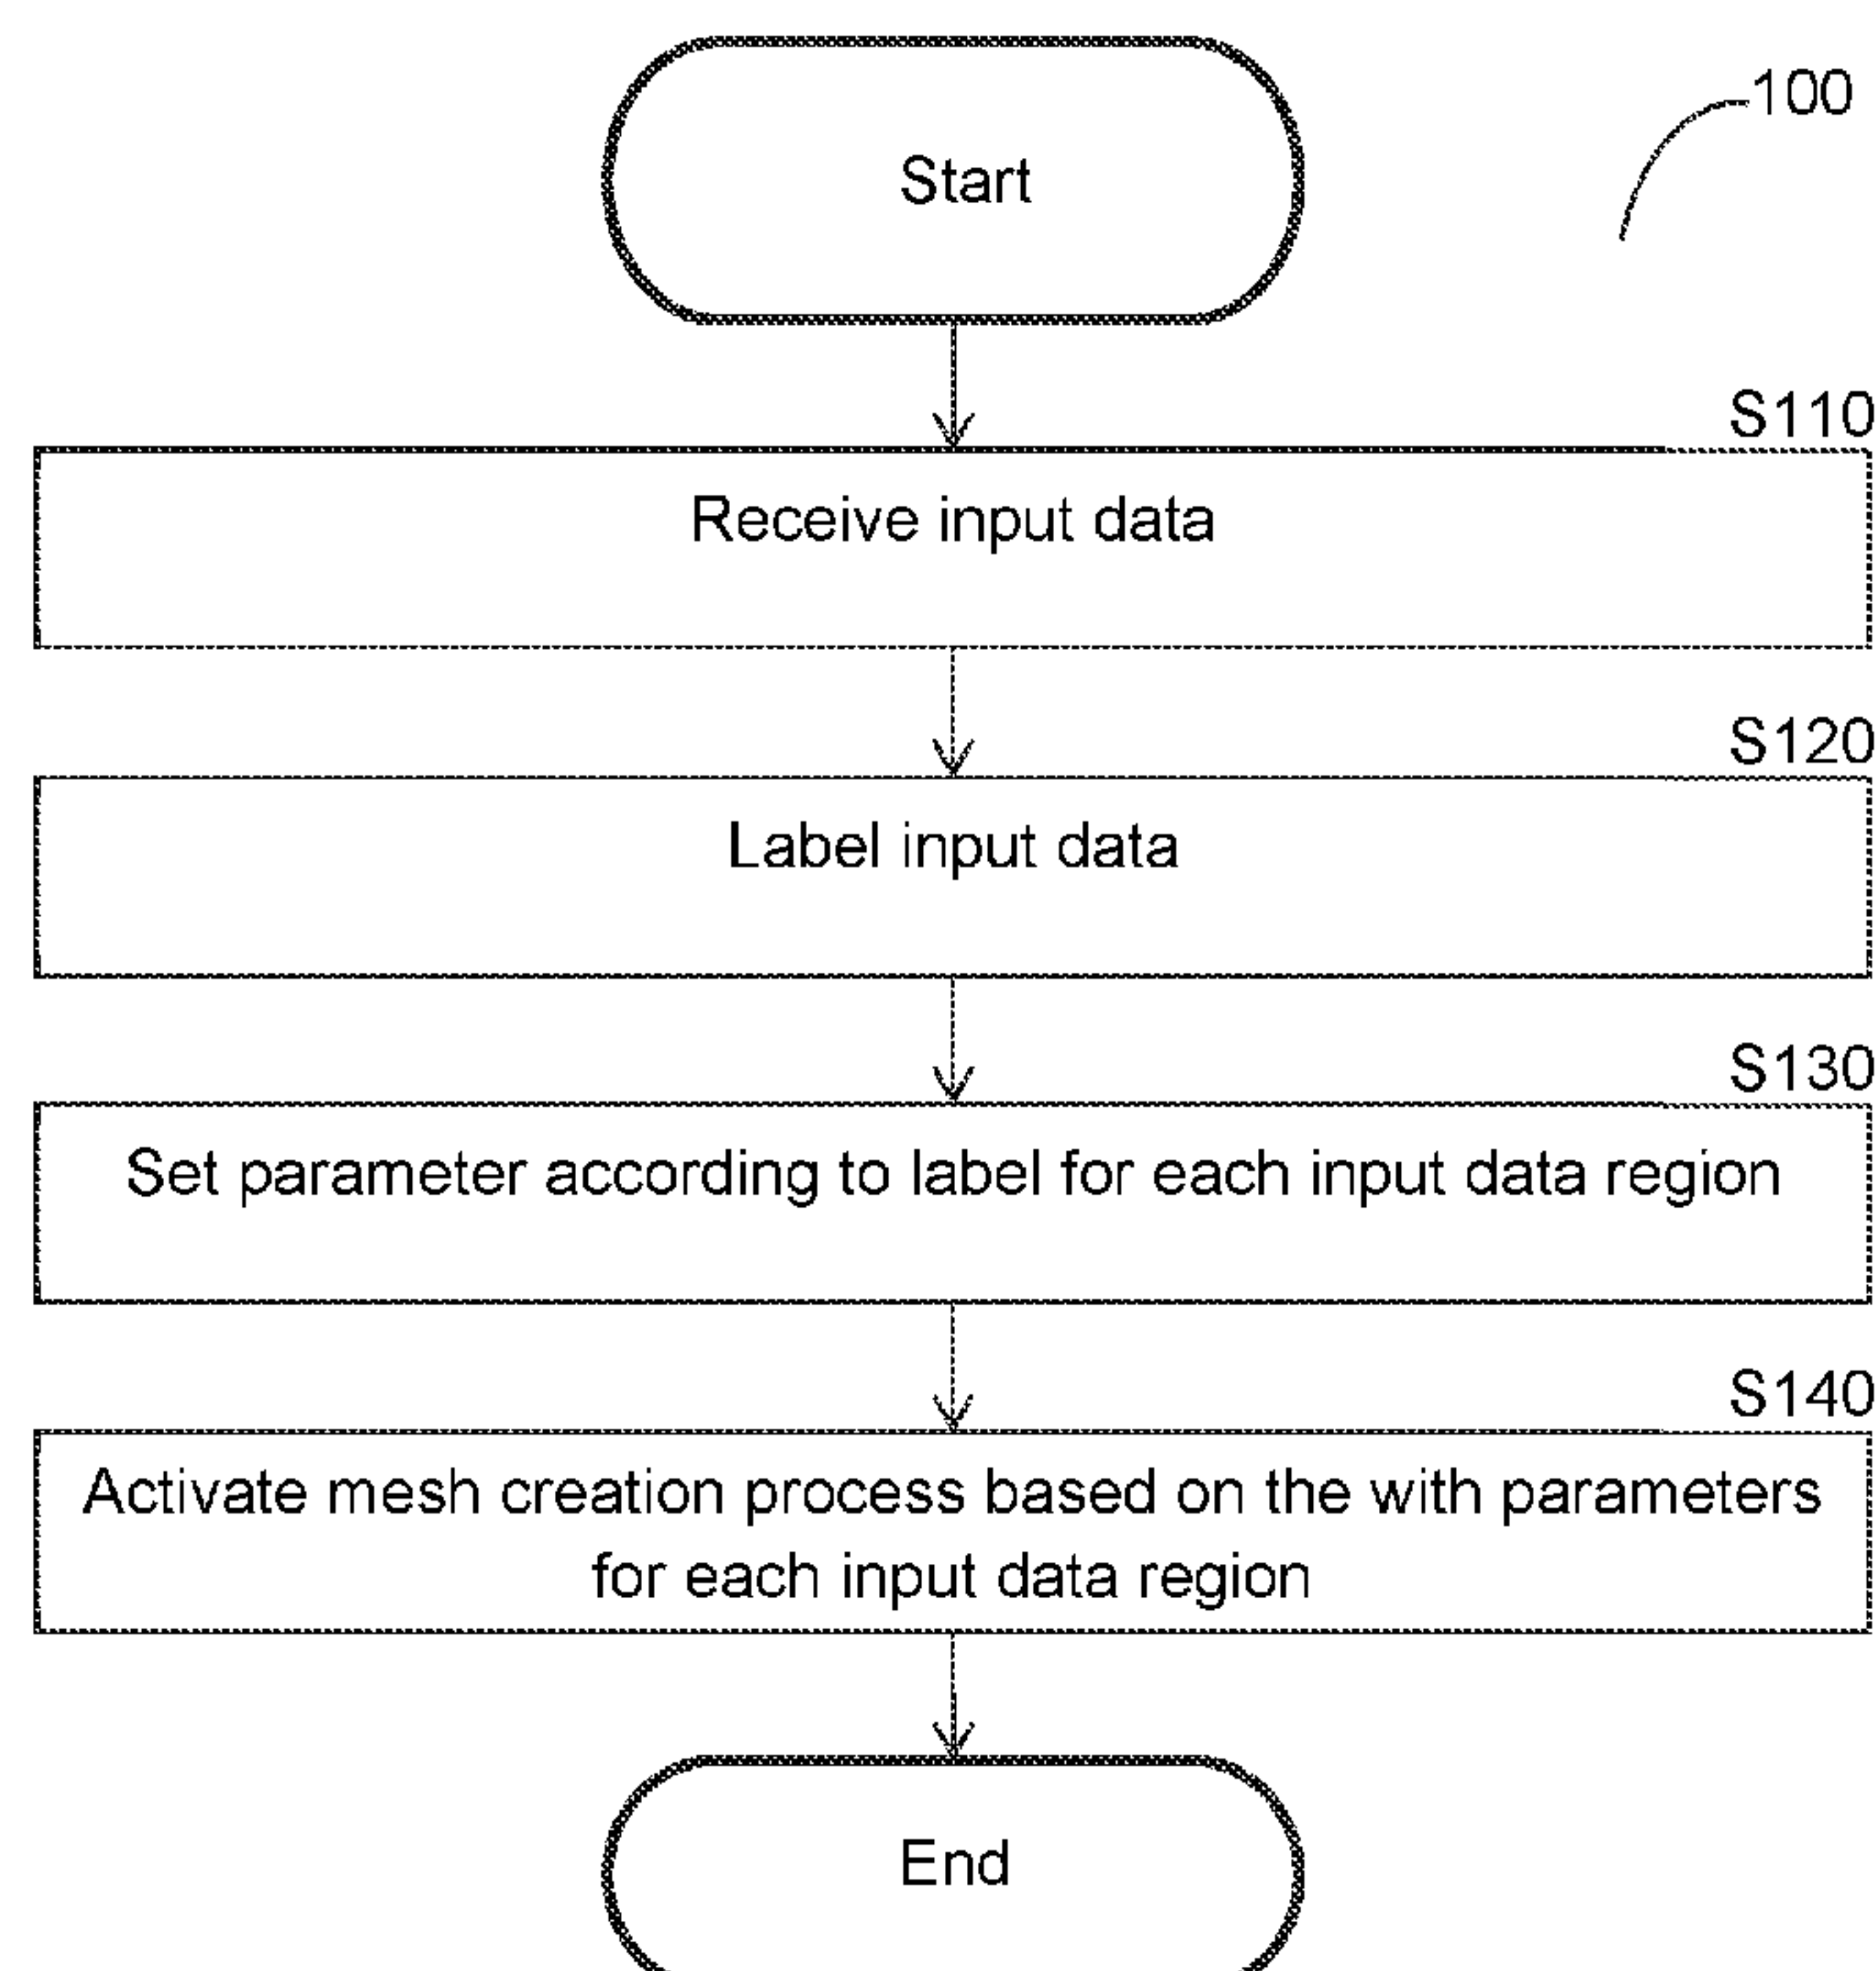 100
Start
S110
Receive input data
S120
Label input data
S130
Set parameter according to label for each input data region
S140
Activate mesh creation process based on the with parameters
for each input data region
End